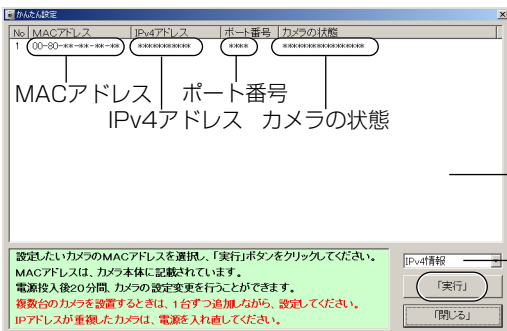 かんたん設定
No MACアドレス IPv4アドレス ポート番号 カメラの状態
1 00-80-**-**-**-** *********** **** *****************
MACアドレス ポート番号
IPv4アドレス カメラの状態
設定したいカメラのMACアドレスを選択し、「実行」ボタンをクリックしてください。
MACアドレスは、カメラ本体に記載されています。
電源投入後20分間、カメラの設定変更を行うことができます。
複数台のカメラを設置するときは、1台ずつ追加しながら、設定してください。
IPアドレスが重複したカメラは、電源を入れ直してください。
IPv4情報
「実行」
「閉じる」